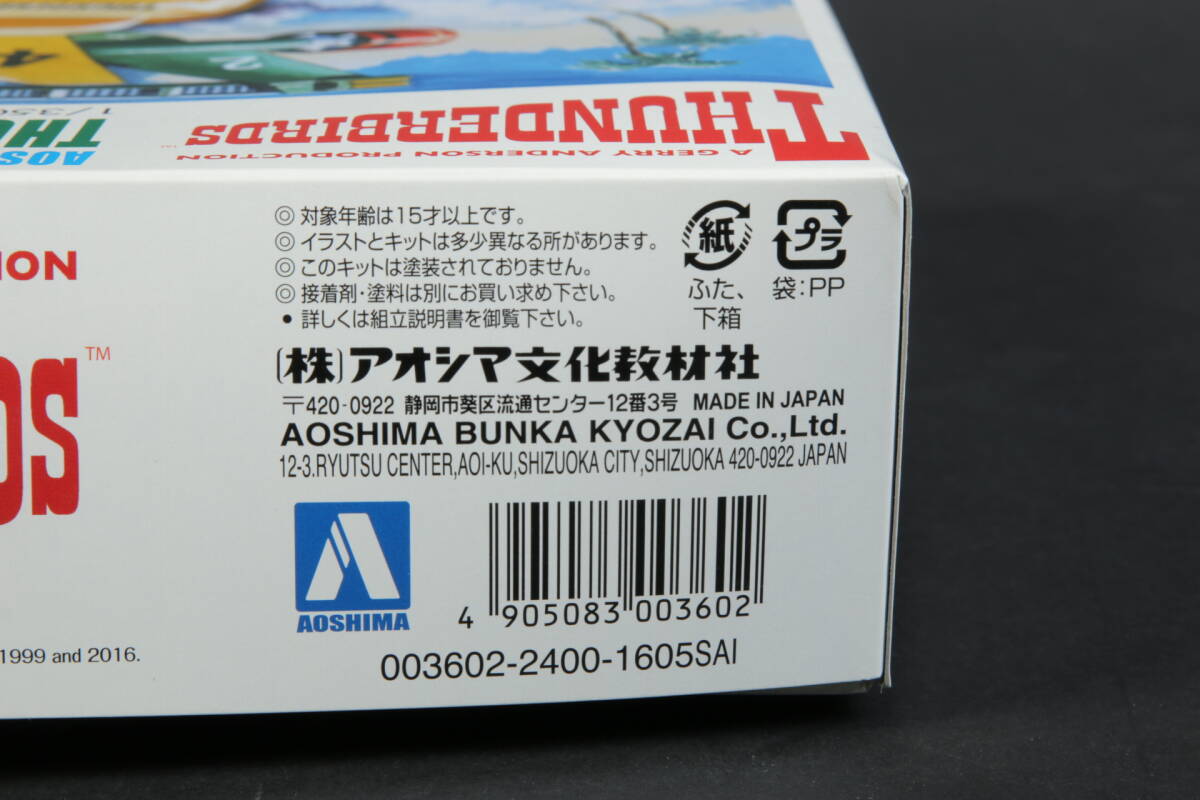 4
2
THUNDERBIRDS™
A GERRY ANDERSON PRODUCTION
◎ 対象年齢は15才以上です。
◎ イラストとキットは多少異なる所があります。
◎ このキットは塗装されておりません。
◎ 接着剤・塗料は別にお買い求め下さい。
• 詳しくは組立説明書を御覧下さい。
紙
ふた、
下箱
プラ
袋:PP
(株)アオシマ文化教材社
〒420-0922 静岡市葵区流通センター12番3号 MADE IN JAPAN
AOSHIMA BUNKA KYOZAI Co.,Ltd.
12-3.RYUTSU CENTER,AOI-KU,SHIZUOKA CITY,SHIZUOKA 420-0922 JAPAN
AOSHIMA
4 905083 003602
003602-2400-1605SAI
™
1999 and 2016.